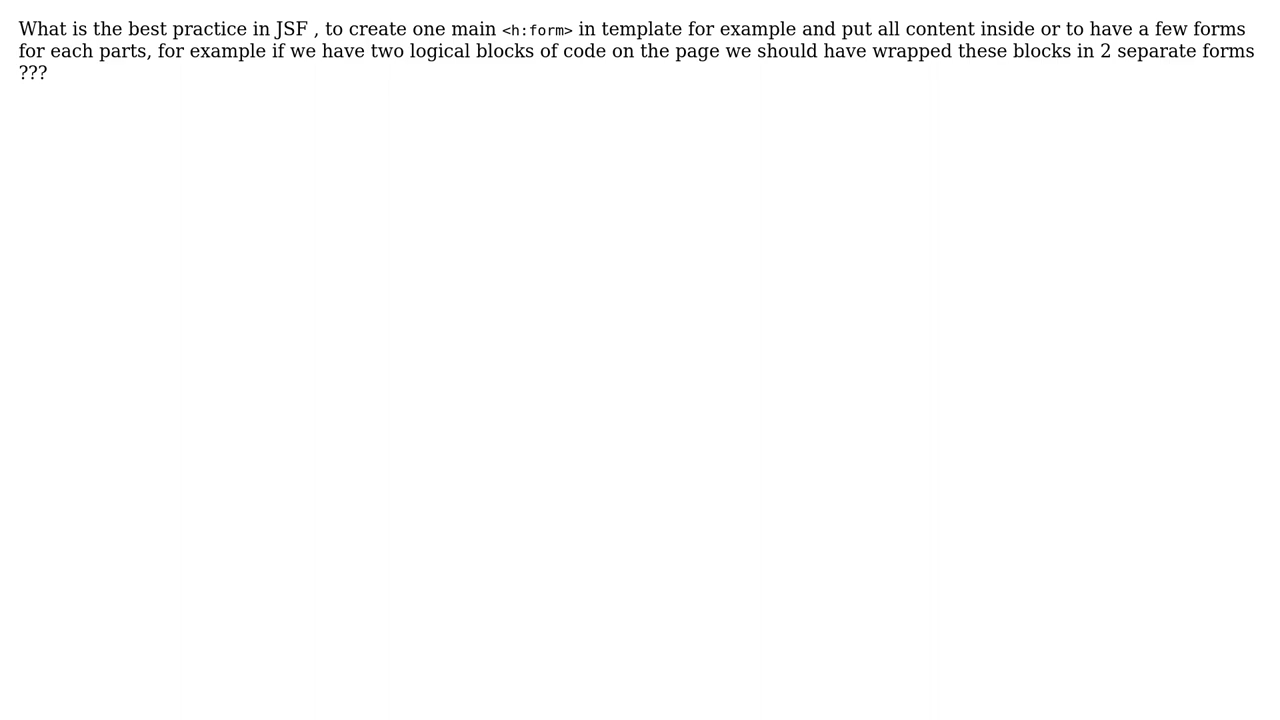 What is the best practice in JSF , to create one main <h:form> in template for example and put all content inside or to have a few forms
for each parts, for example if we have two logical blocks of code on the page we should have wrapped these blocks in 2 separate forms
???